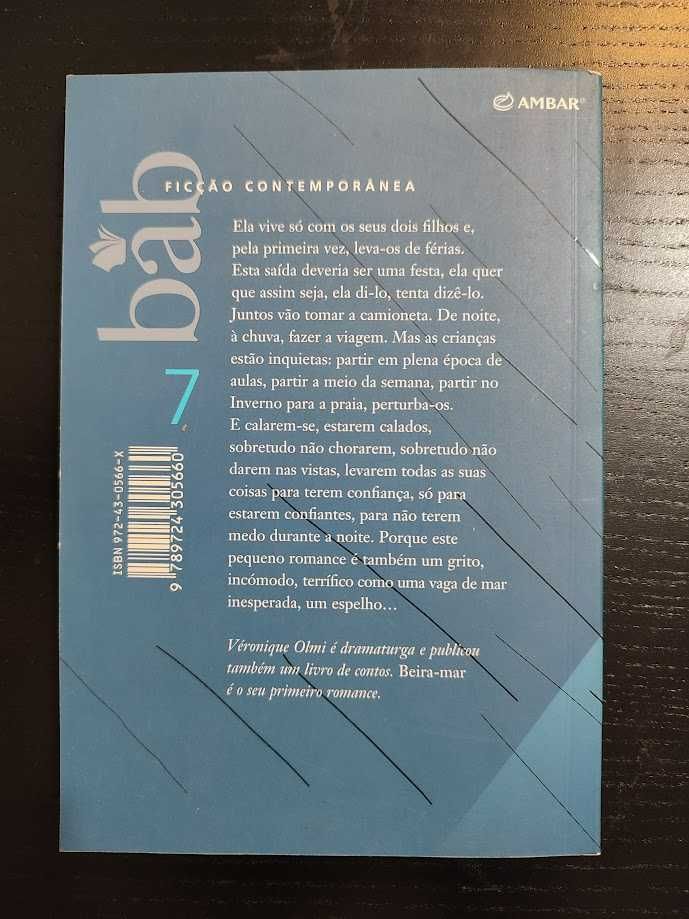 AMBAR®
FICÇÃO CONTEMPORÂNEA
bab
7
Ela vive só com os seus dois filhos e,
pela primeira vez, leva-os de férias.
Esta saída deveria ser uma festa, ela quer
que assim seja, ela di-lo, tenta dizê-lo.
Juntos vão tomar a camioneta. De noite,
à chuva, fazer a viagem. Mas as crianças
estão inquietas: partir em plena época de
aulas, partir a meio da semana, partir no
Inverno para a praia, perturba-os.
E calarem-se, estarem calados,
sobretudo não chorarem, sobretudo não
darem nas vistas, levarem todas as suas
coisas para terem confiança, só para
estarem confiantes, para não terem
medo durante a noite. Porque este
pequeno romance é também um grito,
incómodo, terrífico como uma vaga de mar
inesperada, um espelho…
Véronique Olmi é dramaturga e publicou
também um livro de contos. Beira-mar
é o seu primeiro romance.
ISBN 972-43-0566-X
9 789724 305660